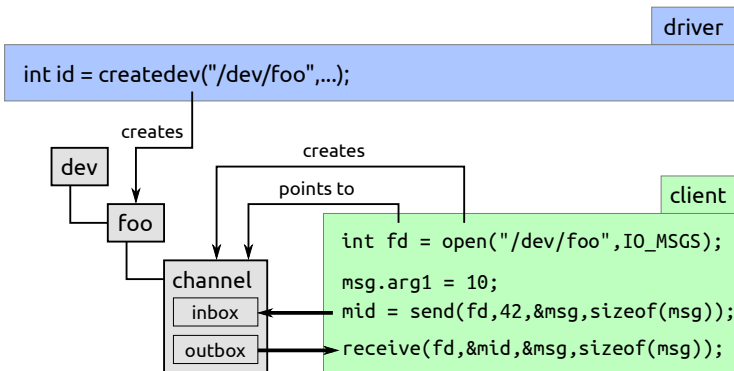 driver
int id = createdev("/dev/foo",...);
creates
creates
dev
points to
client
foo
int fd = open("/dev/foo",IO_MSGS);
channel
msg.arg1 = 10;
inbox
mid = send(fd,42,&msg,sizeof(msg));
outbox
receive(fd,&mid,&msg,sizeof(msg));